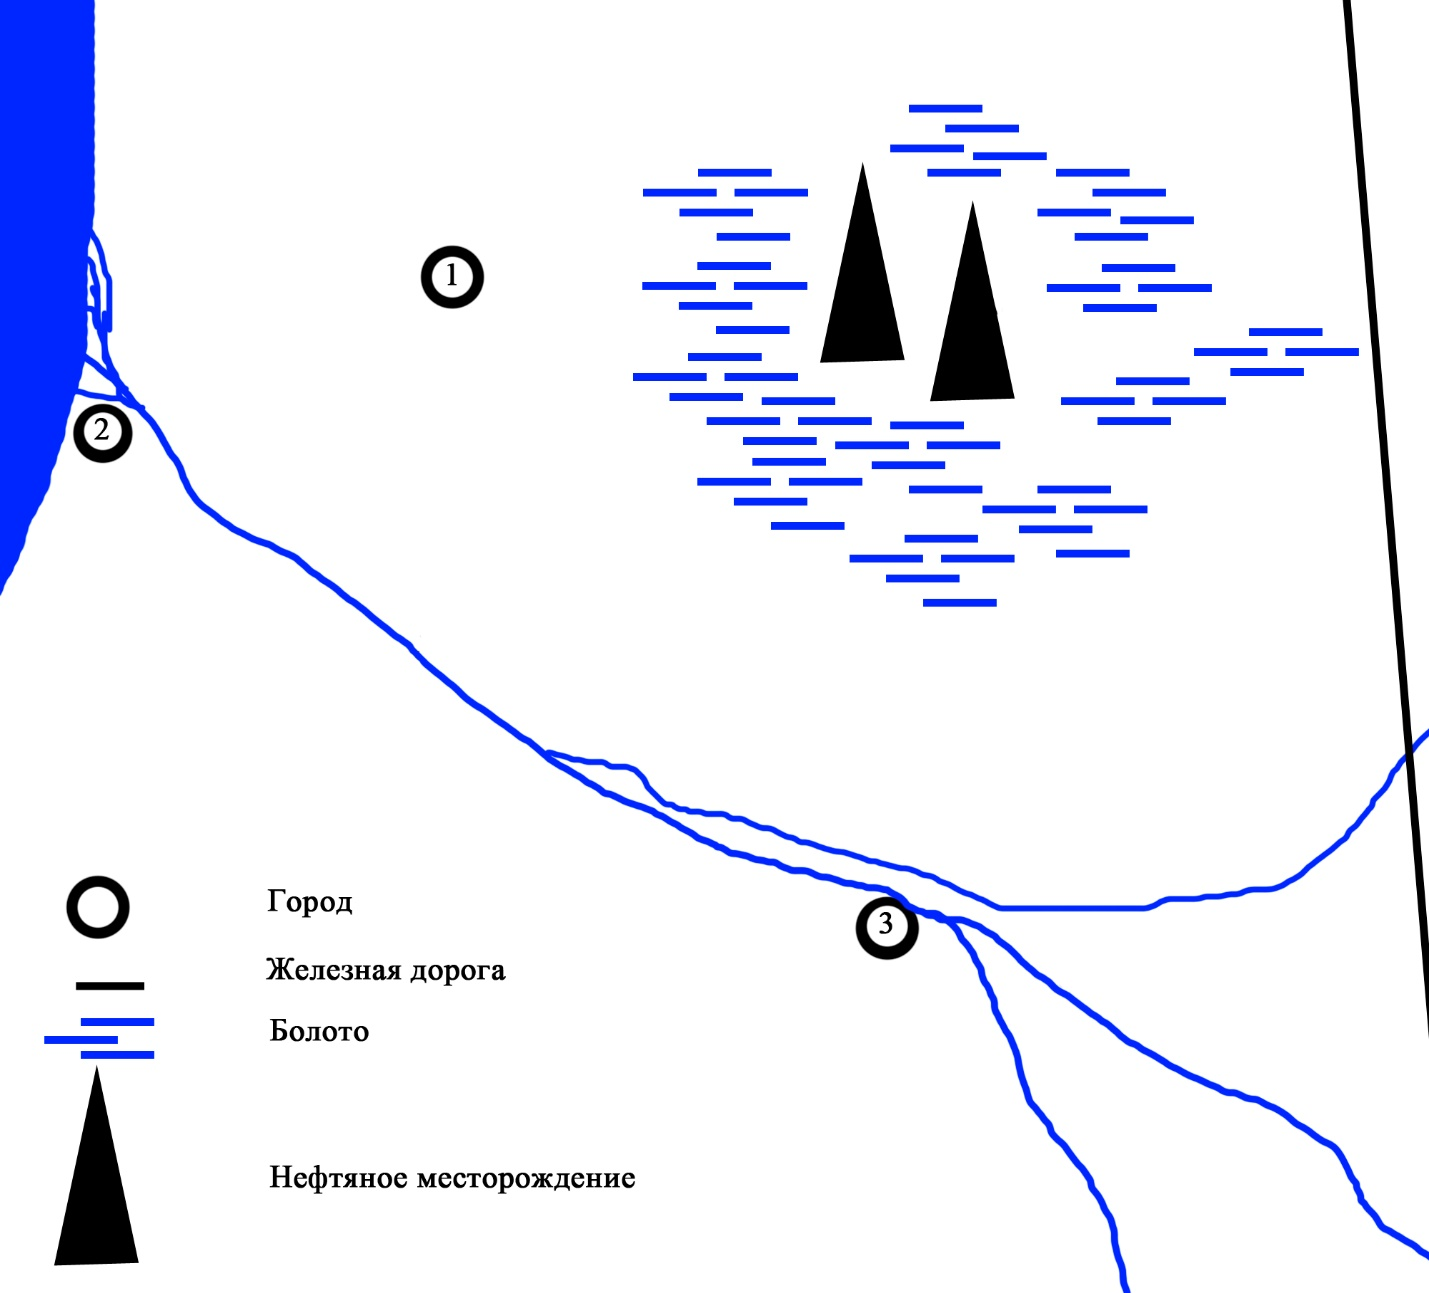 1
2
3
Город
Железная дорога
Болото
Нефтяное месторождение